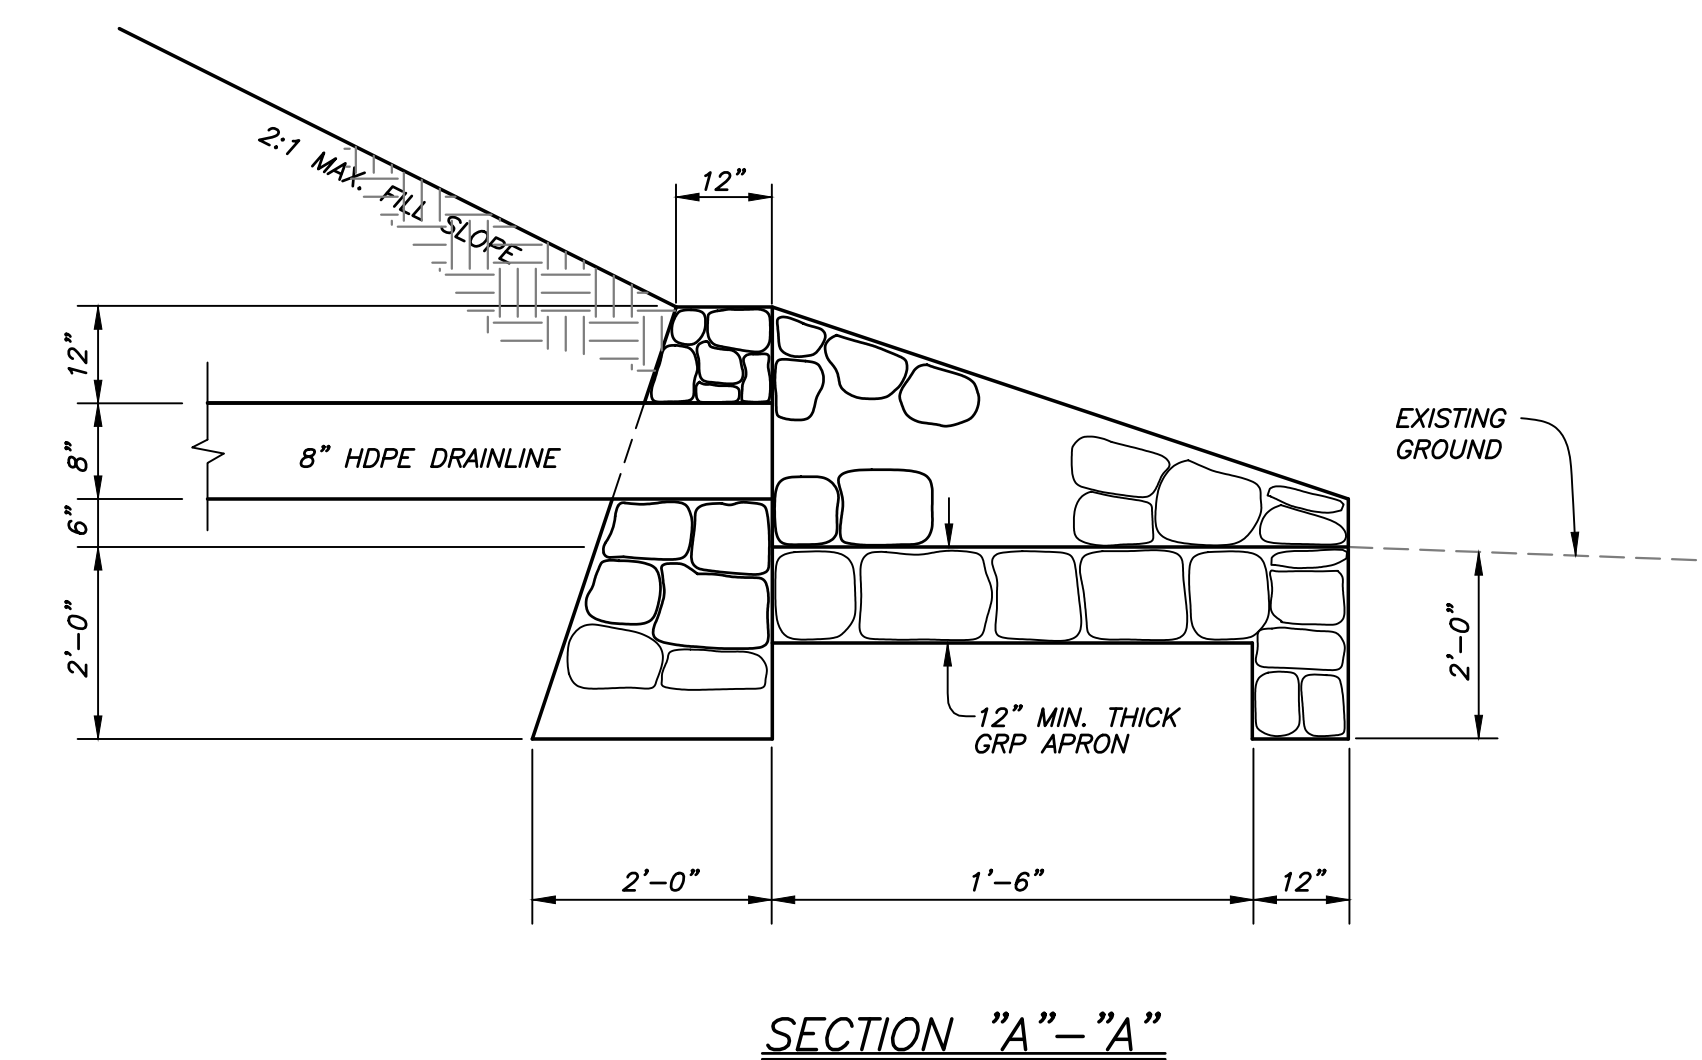 2:1 MAX. FILL SLOPE
12"
12"
8"
6"
2'-0"
8" HDPE DRAINLINE
EXISTING
GROUND
2'-0"
12" MIN. THICK
GRP APRON
2'-0"
1'-6"
12"
SECTION "A"-"A"